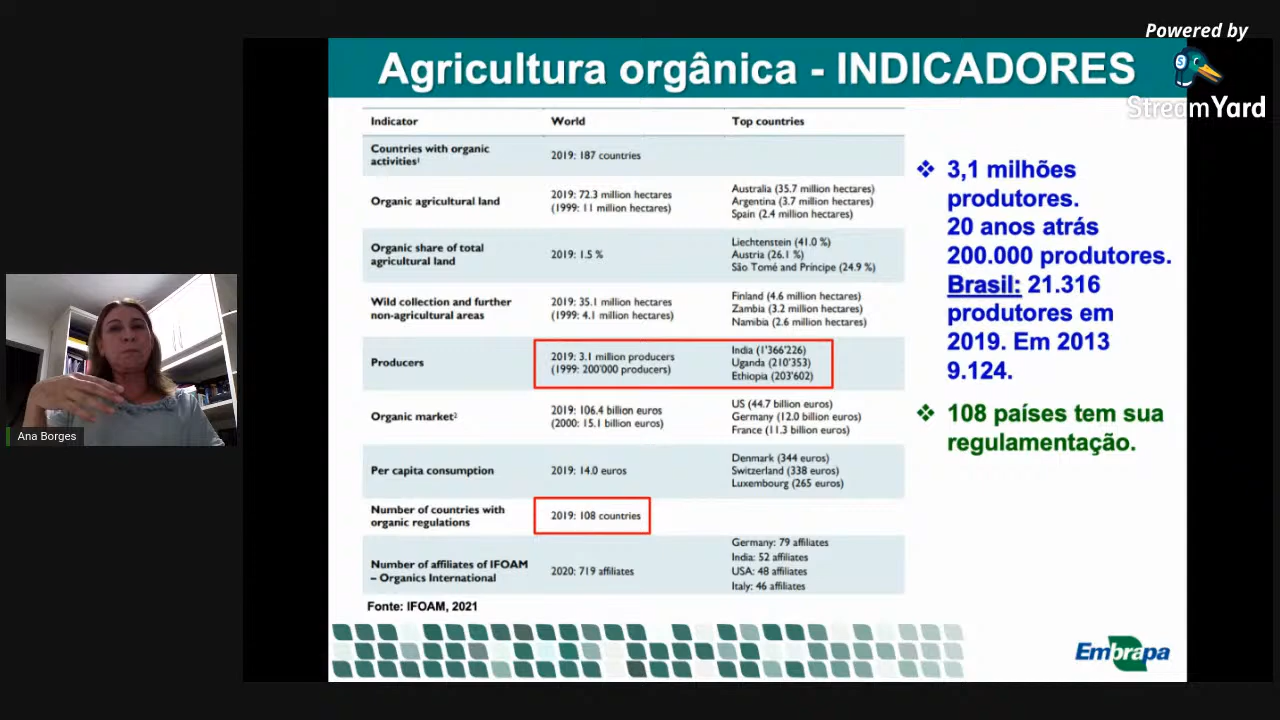 Powered by
StreamYard
Agricultura orgânica - INDICADORES
Indicator World Top countries
Countries with organic
activities¹
2019: 187 countries
Organic agricultural land
2019: 72.3 million hectares
(1999: 11 million hectares)
Australia (35.7 million hectares)
Argentina (3.7 million hectares)
Spain (2.4 million hectares)
Organic share of total
agricultural land
2019: 1.5 %
Liechtenstein (41.0 %)
Austria (26.1 %)
São Tomé and Príncipe (24.9 %)
Wild collection and further
non-agricultural areas
2019: 35.1 million hectares
(1999: 4.1 million hectares)
Finland (4.6 million hectares)
Zambia (3.2 million hectares)
Namibia (2.6 million hectares)
Producers
2019: 3.1 million producers
(1999: 200'000 producers)
India (1'366'226)
Uganda (210'353)
Ethiopia (203'602)
Organic market²
2019: 106.4 billion euros
(2000: 15.1 billion euros)
US (44.7 billion euros)
Germany (12.0 billion euros)
France (11.3 billion euros)
Per capita consumption
2019: 14.0 euros
Denmark (344 euros)
Switzerland (338 euros)
Luxembourg (265 euros)
Number of countries with
organic regulations
2019: 108 countries
Number of affiliates of IFOAM
– Organics International
2020: 719 affiliates
Germany: 79 affiliates
India: 52 affiliates
USA: 48 affiliates
Italy: 46 affiliates
Fonte: IFOAM, 2021
❖ 3,1 milhões
produtores.
20 anos atrás
200.000 produtores.
Brasil: 21.316
produtores em
2019. Em 2013
9.124.
❖ 108 países tem sua
regulamentação.
Embrapa
Ana Borges